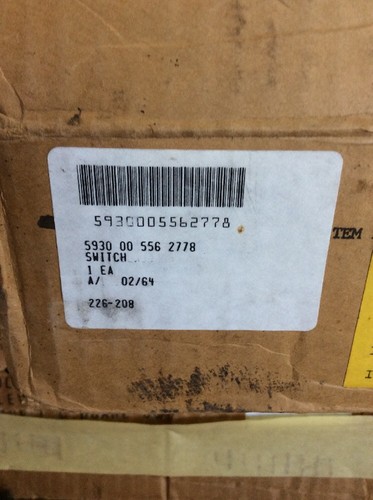 5930005562778
5930 00 556 2778
SWITCH
1 EA
A/ 02/64
226-208
TEM